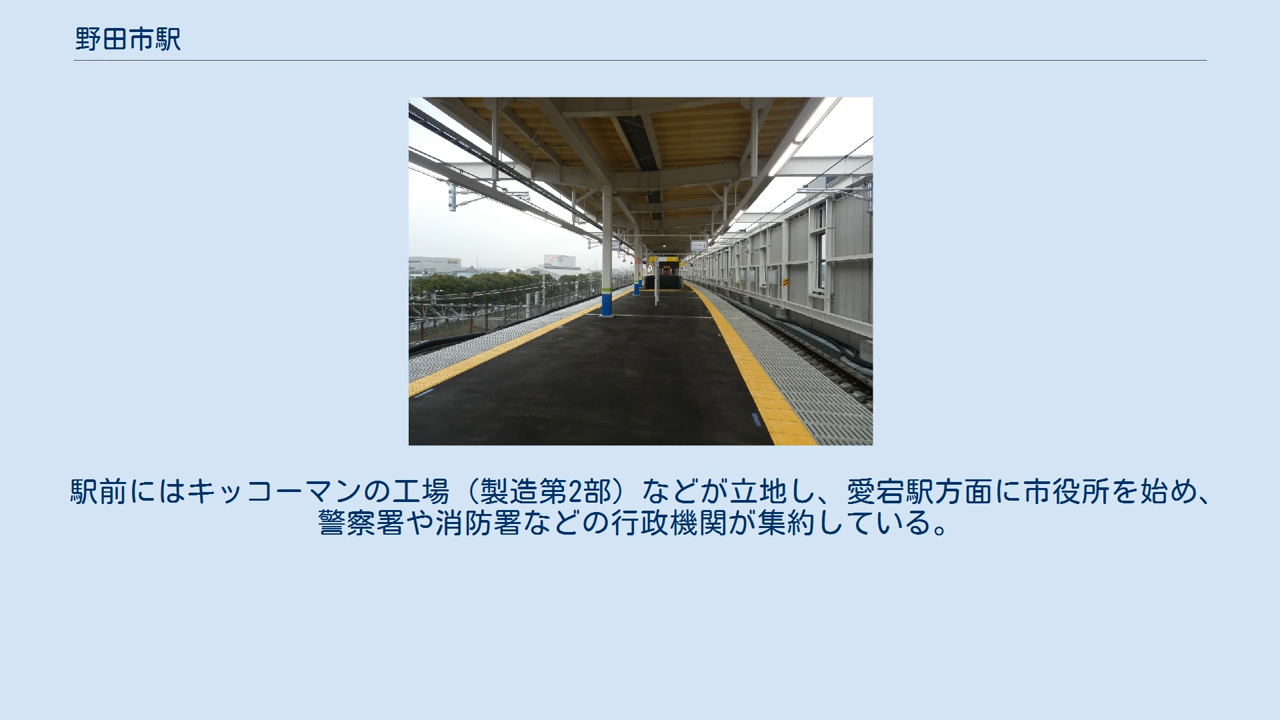 野田市駅
駅前にはキッコーマンの工場（製造第2部）などが立地し、愛宕駅方面に市役所を始め、
警察署や消防署などの行政機関が集約している。